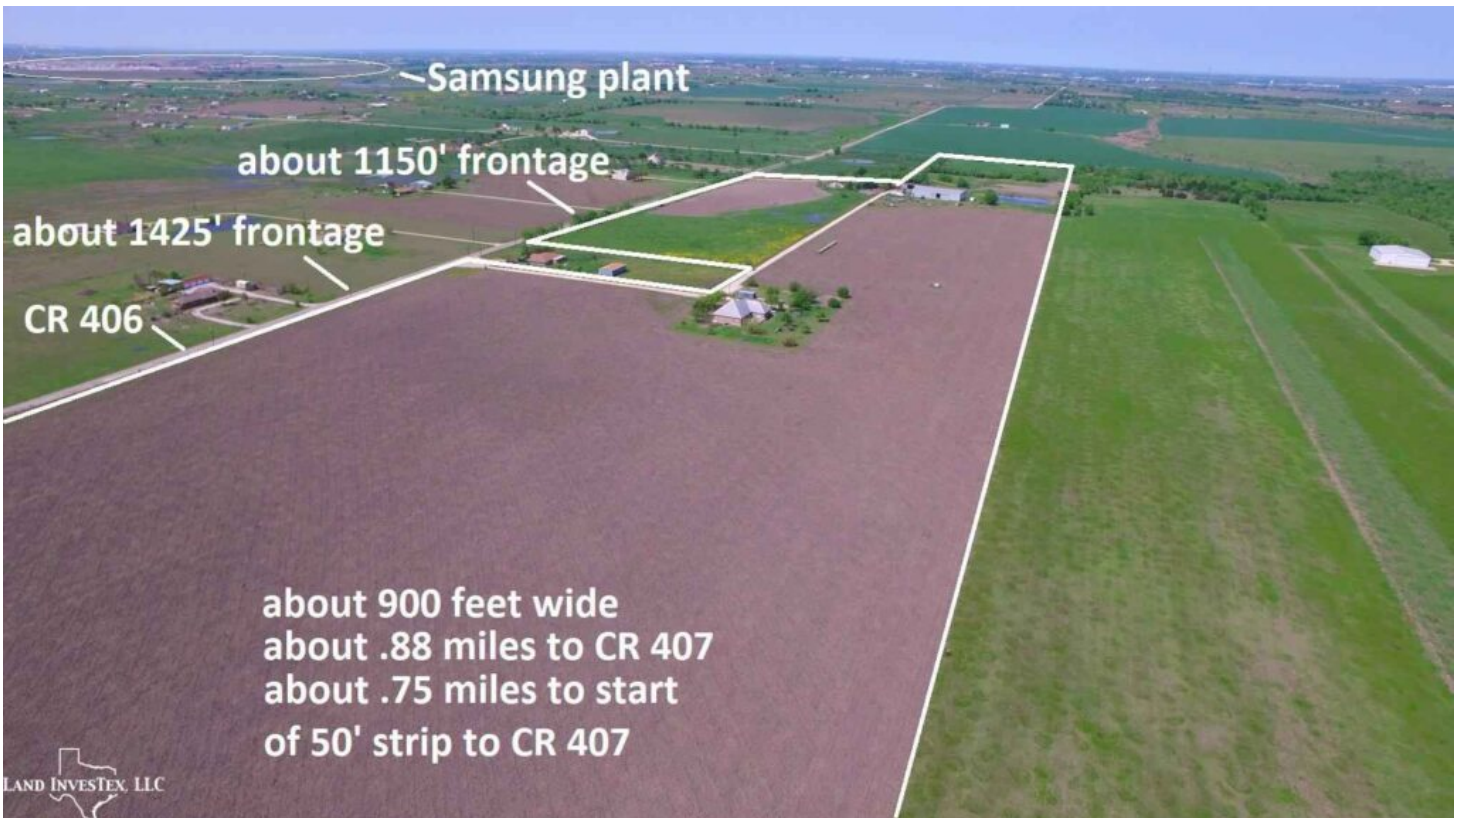 Samsung plant
about 1150' frontage
about 1425' frontage
CR 406
about 900 feet wide
about .88 miles to CR 407
about .75 miles to start
of 50' strip to CR 407
LAND INVESTEX, LLC